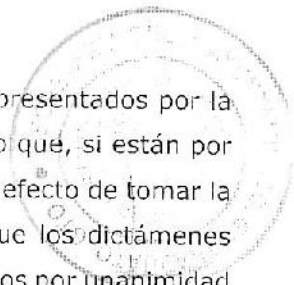 presentados por la
que, si están por
efecto de tomar la
ue los dictámenes
os por unanimidad